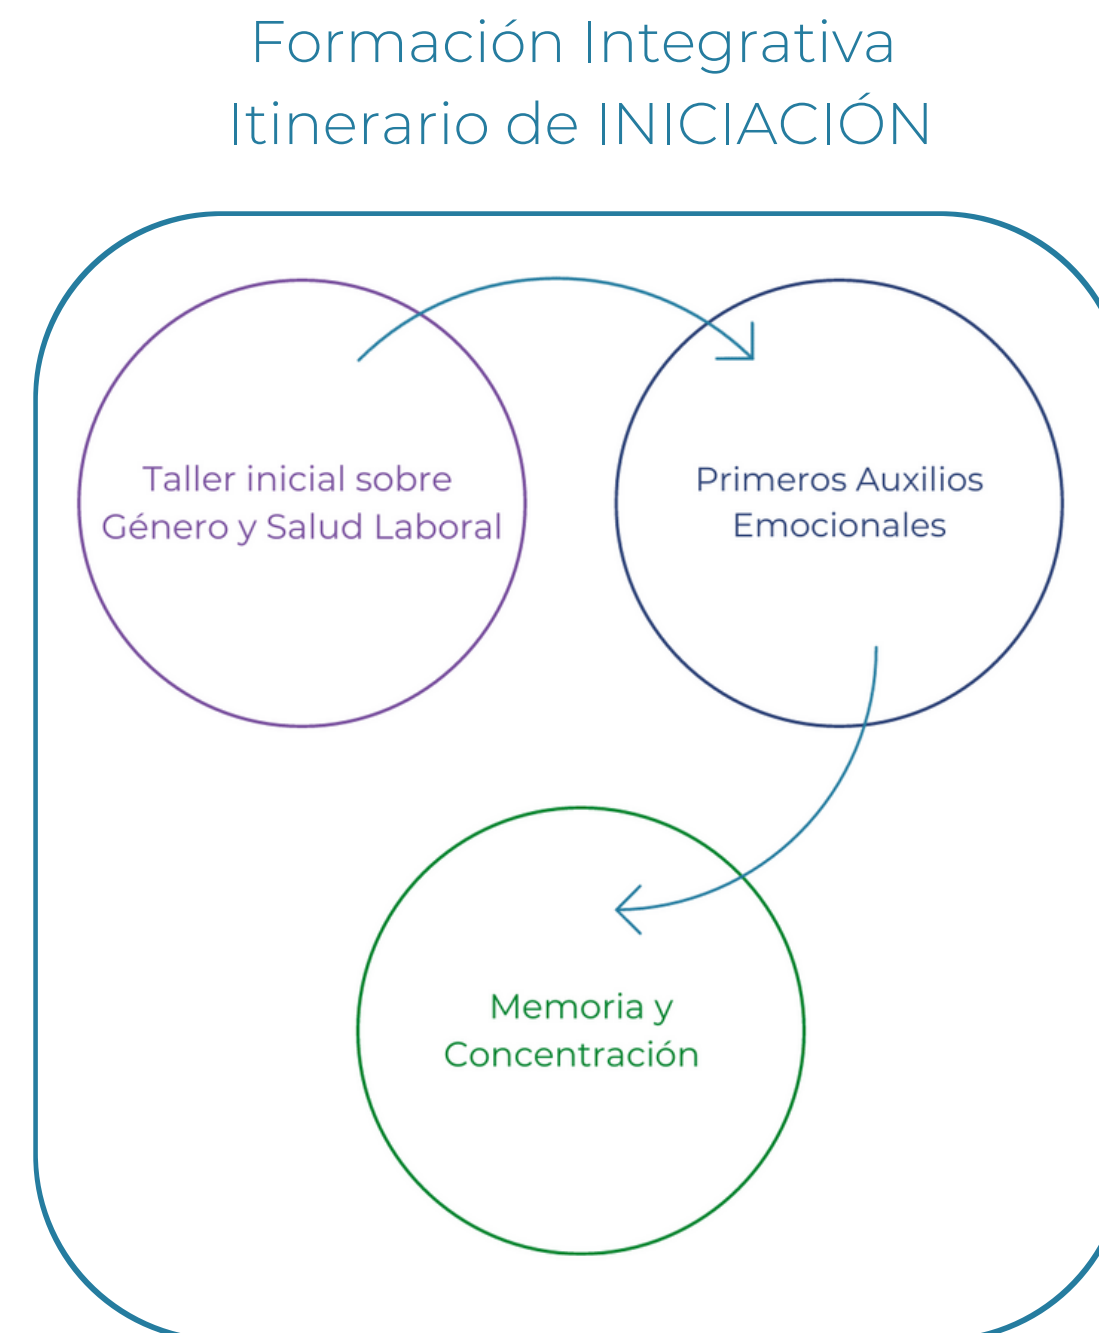 Formación Integrativa
Itinerario de INICIACIÓN
Taller inicial sobre
Género y Salud Laboral
Primeros Auxilios
Emocionales
Memoria y
Concentración